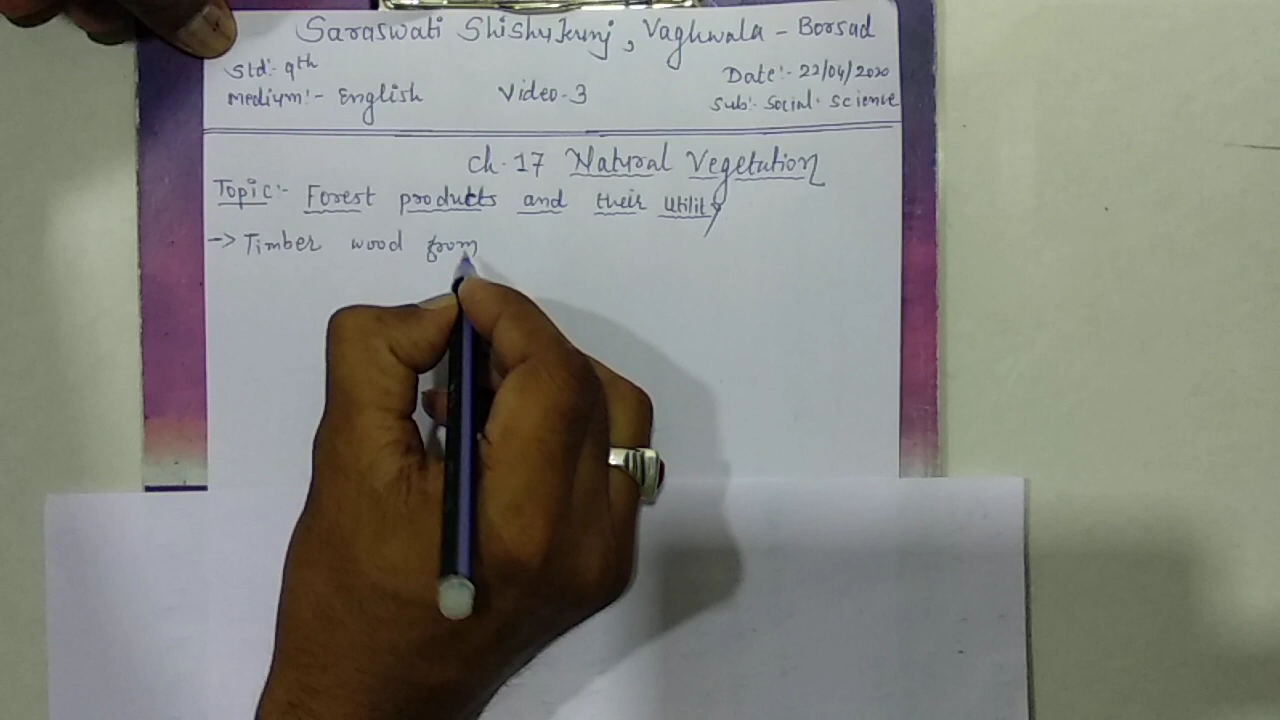 Saraswati Shishukunj, Vaghwala - Borsad
Std:- 9th
Date:- 22/04/2020
Medium:- English
Video-3
Sub:- Social Science
Ch. 17 Natural Vegetation
Topic:- Forest products and their Utility
-> Timber wood from